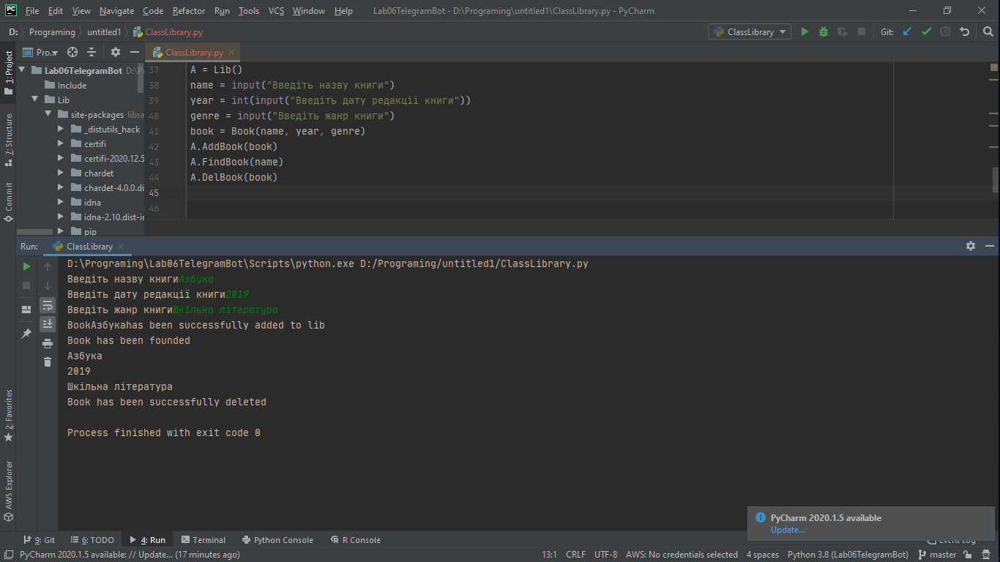 File Edit View Navigate Code Refactor Run Tools VCS Window Help Lab06TelegramBot - D:\Programing\untitled1\ClassLibrary.py - PyCharm
D: Programing untitled1 ClassLibrary.py ClassLibrary Git:
1: Project
7: Structure
Commit
2: Favorites
AWS Explorer
Pro... ClassLibrary.py
Lab06TelegramBot D:\P
Include
Lib
site-packages libra
_distutils_hack
certifi
certifi-2020.12.5
chardet
chardet-4.0.0.di
idna
idna-2.10.dist-i
pip
37 A = Lib()
38 name = input("Введіть назву книги")
39 year = int(input("Введіть дату редакції книги"))
40 genre = input("Введіть жанр книги")
41 book = Book(name, year, genre)
42 A.AddBook(book)
43 A.FindBook(name)
44 A.DelBook(book)
45
46
Run: ClassLibrary
D:\Programing\Lab06TelegramBot\Scripts\python.exe D:/Programing/untitled1/ClassLibrary.py
Введіть назву книгиАзбука
Введіть дату редакції книги2019
Введіть жанр книгиШкільна література
BookАзбукаhas been successfully added to lib
Book has been founded
Азбука
2019
Шкільна література
Book has been successfully deleted
Process finished with exit code 0
PyCharm 2020.1.5 available
Update...
9: Git 6: TODO 4: Run Terminal Python Console R Console Event Log
PyCharm 2020.1.5 available: // Update... (17 minutes ago) 13:1 CRLF UTF-8 AWS: No credentials selected 4 spaces Python 3.8 (Lab06TelegramBot) master